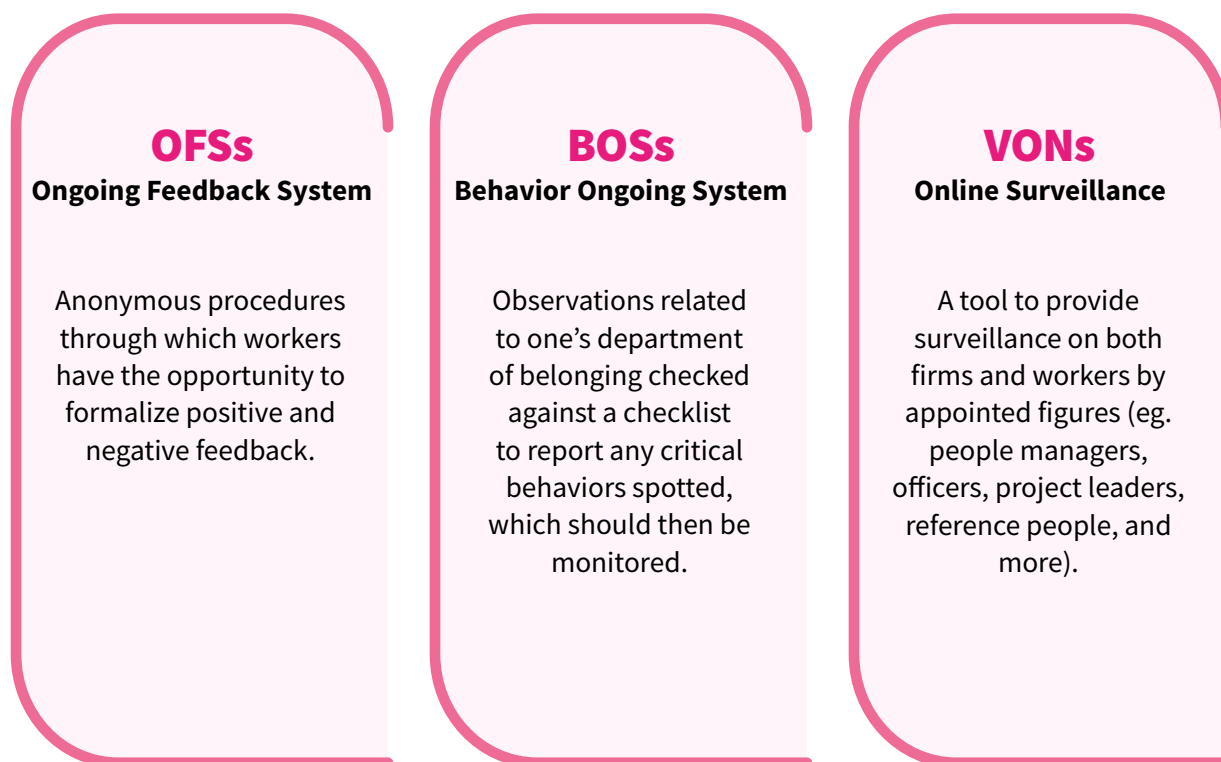 OFSs
Ongoing Feedback System
Anonymous procedures
through which workers
have the opportunity to
formalize positive and
negative feedback.
BOSs
Behavior Ongoing System
Observations related
to one’s department
of belonging checked
against a checklist
to report any critical
behaviors spotted,
which should then be
monitored.
VONs
Online Surveillance
A tool to provide
surveillance on both
firms and workers by
appointed figures (eg.
people managers,
officers, project leaders,
reference people, and
more).